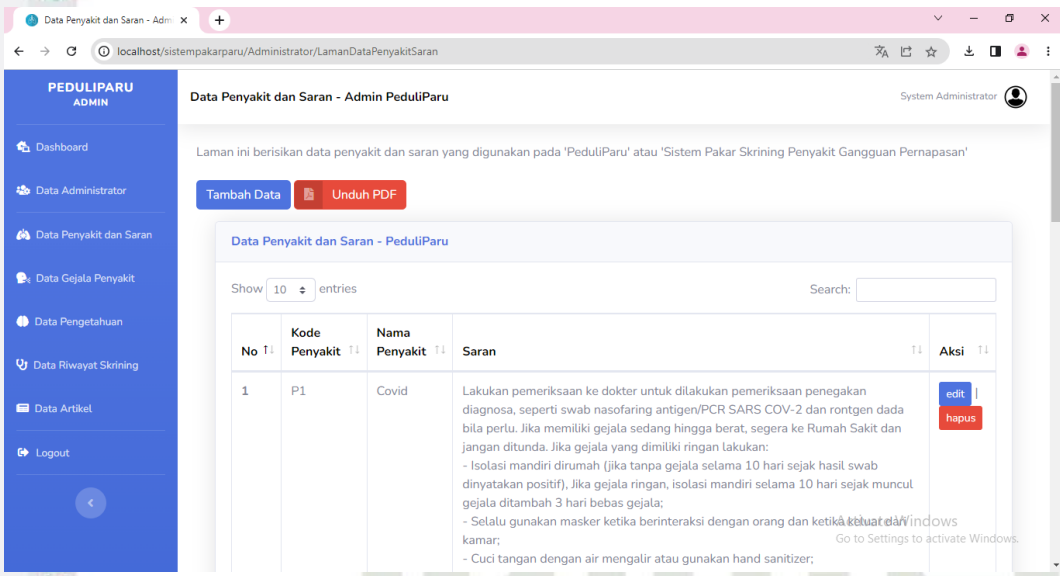 Data Penyakit dan Saran - Adm
localhost/sistempakarparu/Administrator/LamanDataPenyakitSaran
PEDULIPARU
ADMIN
Dashboard
Data Administrator
Data Penyakit dan Saran
Data Gejala Penyakit
Data Pengetahuan
Data Riwayat Skrining
Data Artikel
Logout
Data Penyakit dan Saran - Admin PeduliParu
System Administrator
Laman ini berisikan data penyakit dan saran yang digunakan pada 'PeduliParu' atau 'Sistem Pakar Skrining Penyakit Gangguan Pernapasan'
Tambah Data
Unduh PDF
Data Penyakit dan Saran - PeduliParu
Show 10 entries
Search:
No
Kode Penyakit
Nama Penyakit
Saran
Aksi
1
P1
Covid
Lakukan pemeriksaan ke dokter untuk dilakukan pemeriksaan penegakan
diagnosa, seperti swab nasofaring antigen/PCR SARS COV-2 dan rontgen dada
bila perlu. Jika memiliki gejala sedang hingga berat, segera ke Rumah Sakit dan
jangan ditunda. Jika gejala yang dimiliki ringan lakukan:
- Isolasi mandiri dirumah (jika tanpa gejala selama 10 hari sejak hasil swab
dinyatakan positif), Jika gejala ringan, isolasi mandiri selama 10 hari sejak muncul
gejala ditambah 3 hari bebas gejala;
- Selalu gunakan masker ketika berinteraksi dengan orang dan ketika keluar dari
kamar;
- Cuci tangan dengan air mengalir atau gunakan hand sanitizer;
edit |
hapus
Activate Windows
Go to Settings to activate Windows.